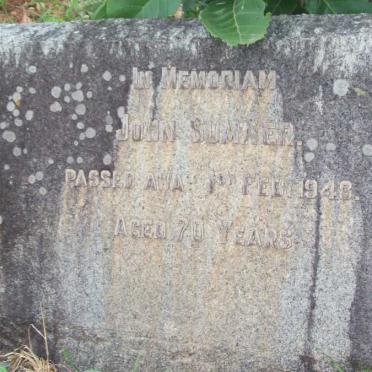 IN MEMORIAM
JOHN SUMNER,
PASSED AWAY 1ST FEB. 1948.
AGED 70 YEARS